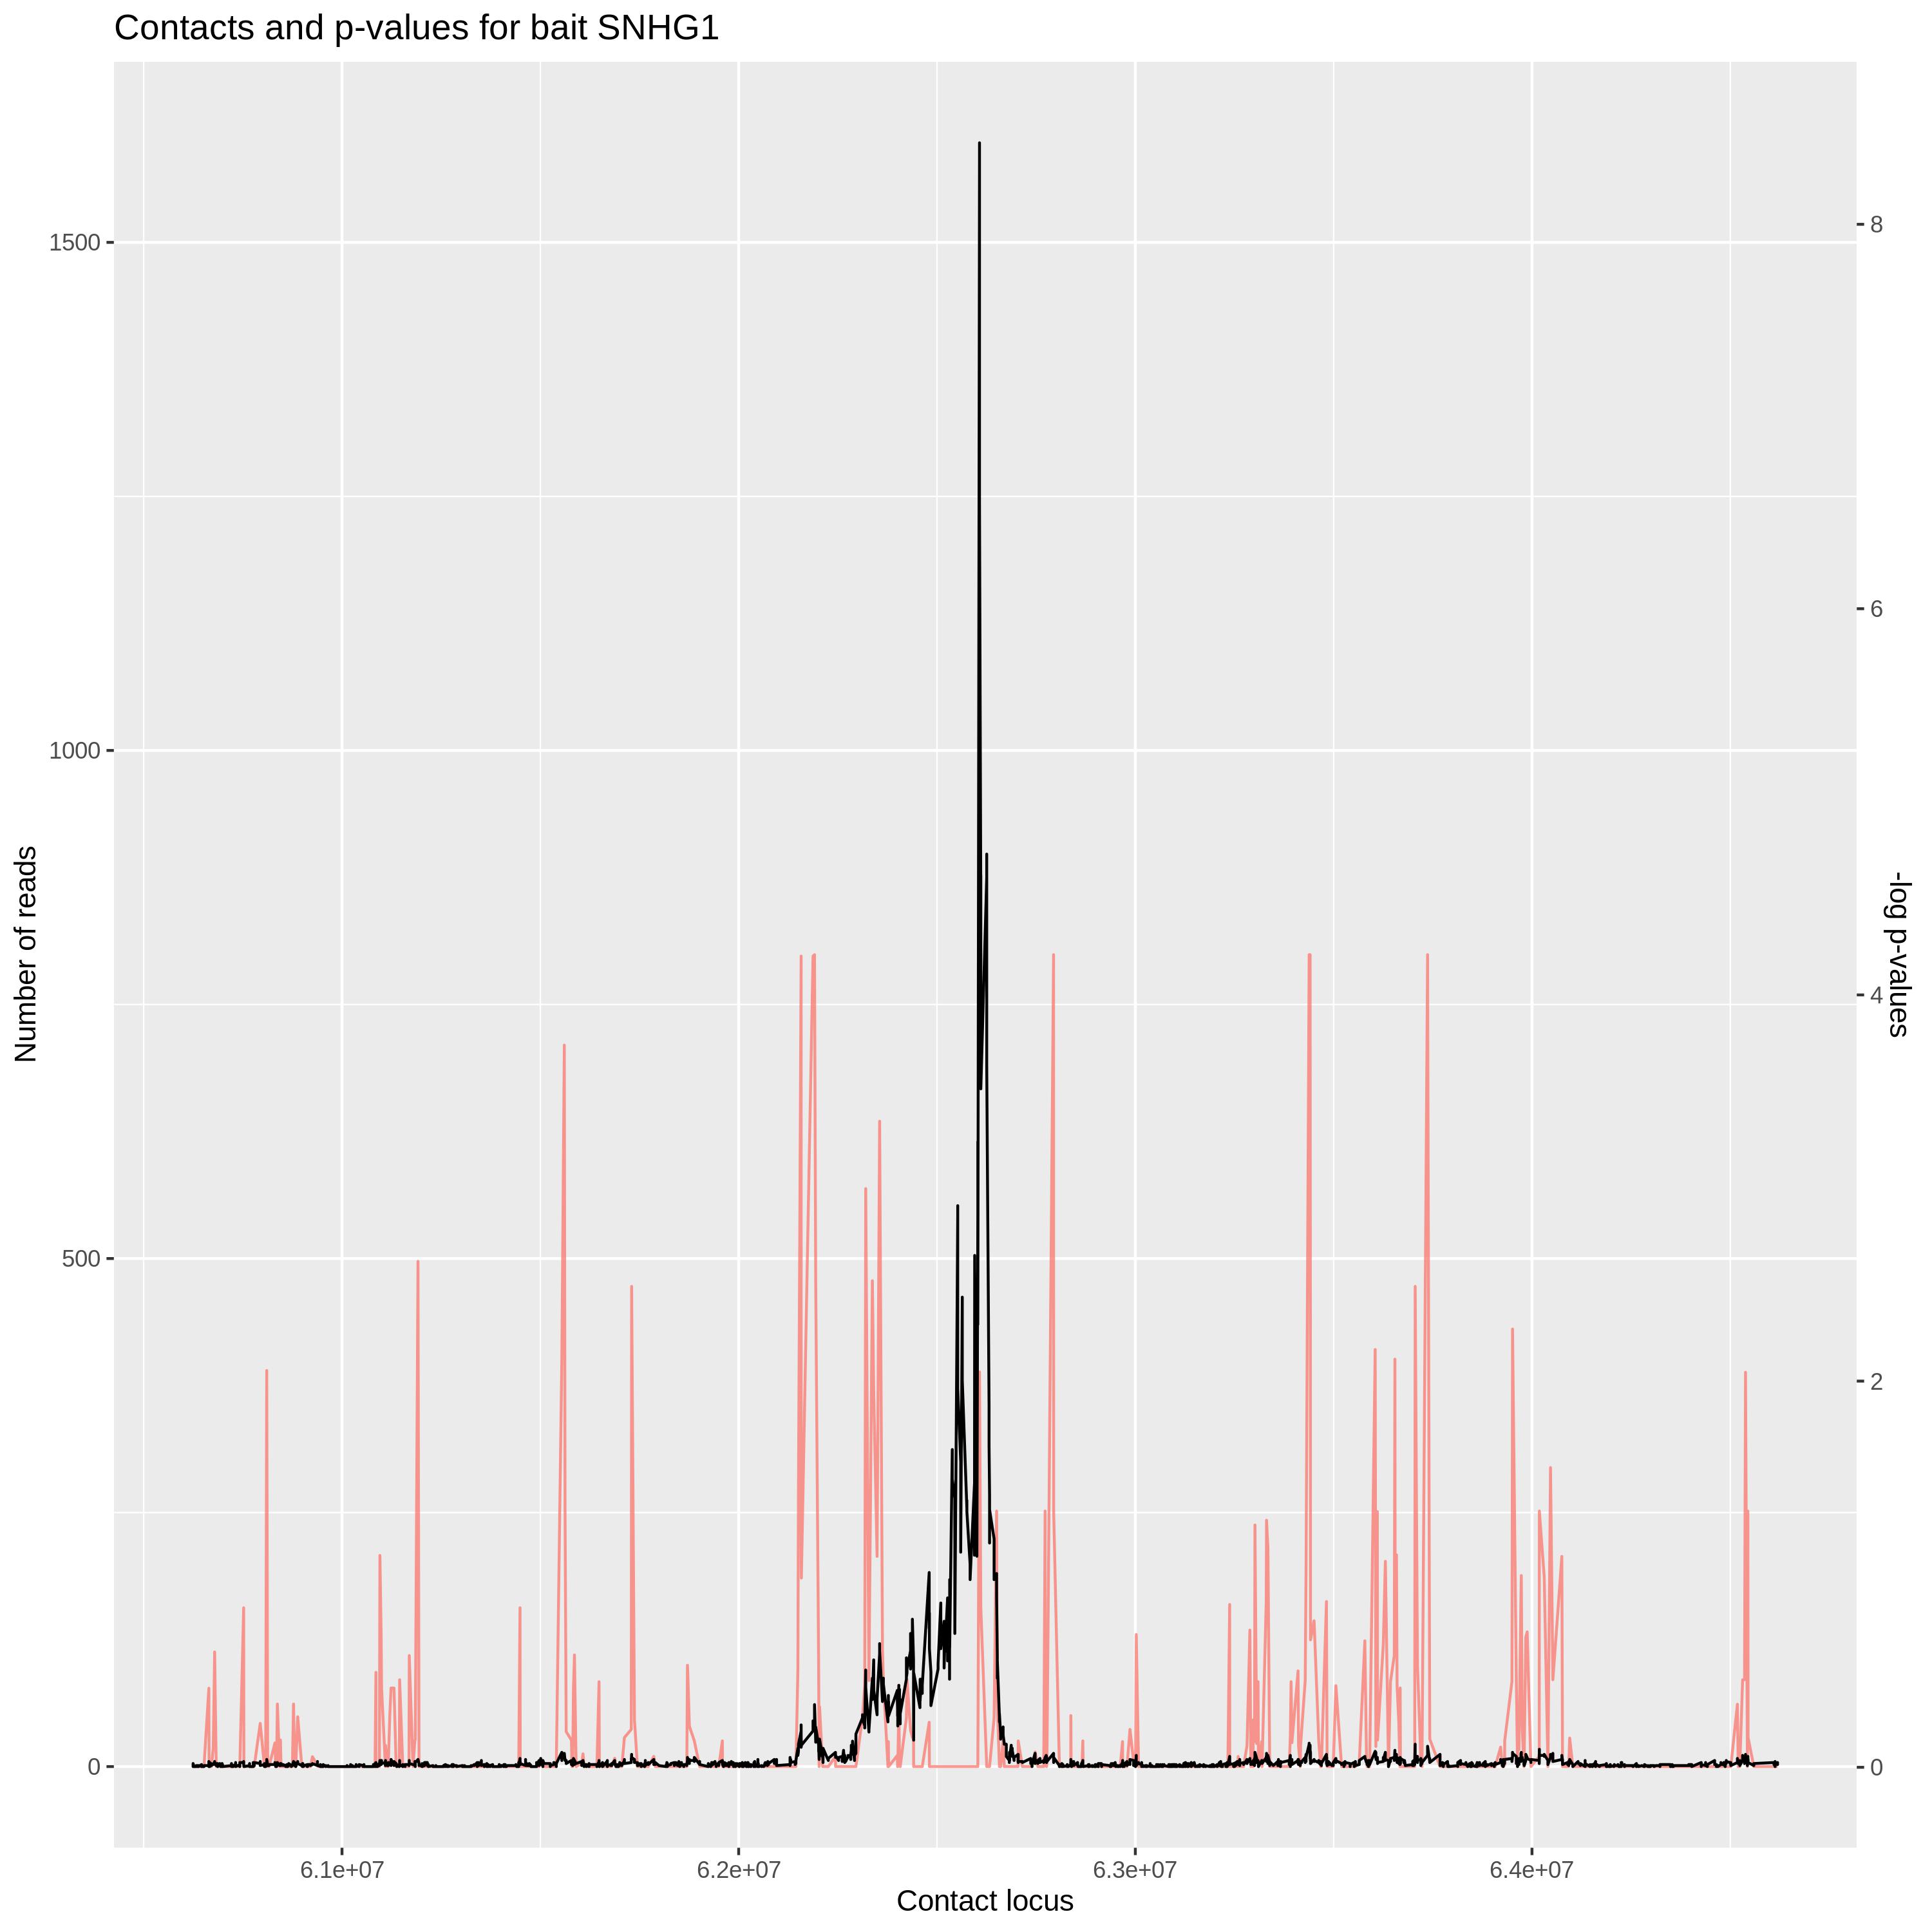 Contacts and p-values for bait SNHG1
1500
1000
500
0
Number of reads
8
6
4
2
0
-log p-values
6.1e+07
6.2e+07
6.3e+07
6.4e+07
Contact locus